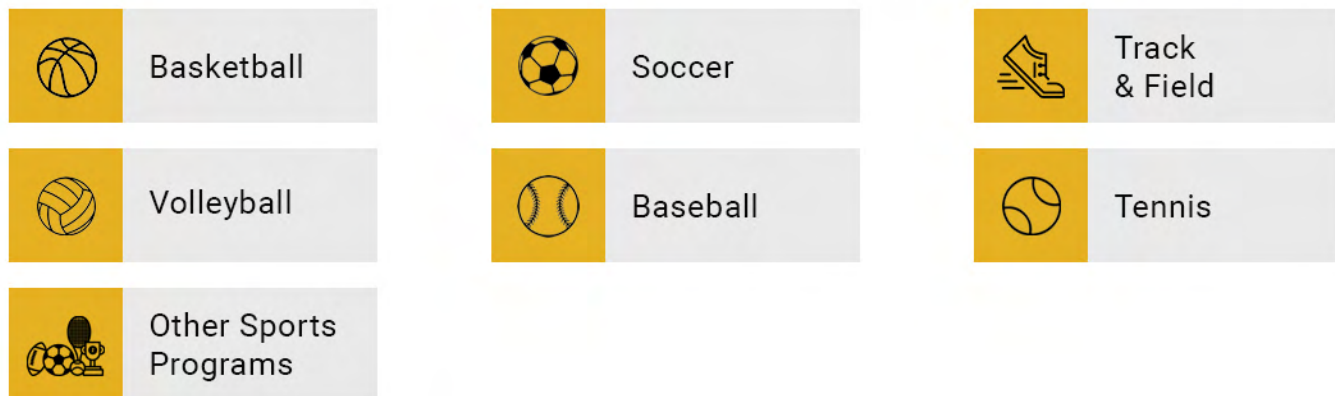 Basketball
Soccer
Track
& Field
Volleyball
Baseball
Tennis
Other Sports
Programs